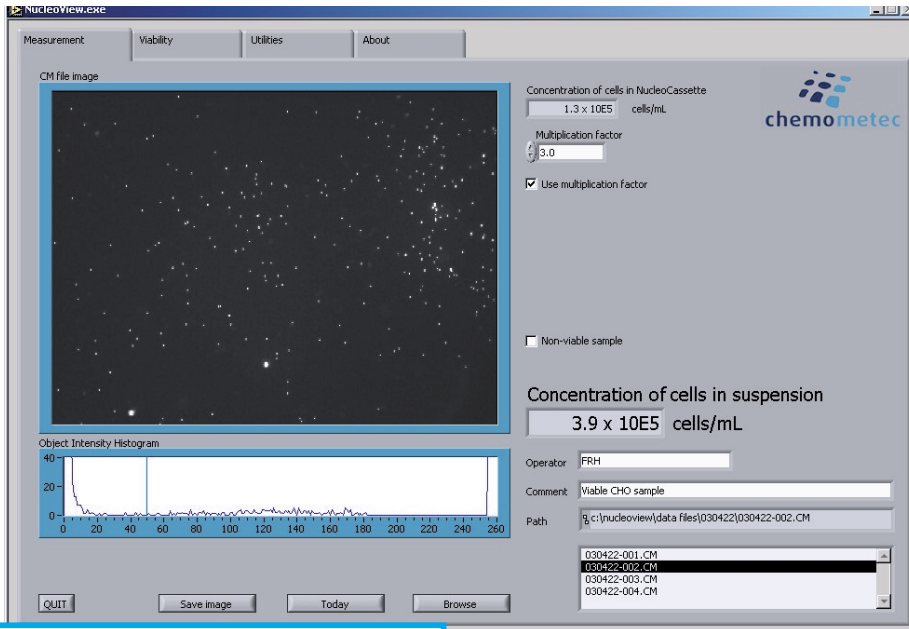 NucleoView.exe
Measurement Viability Utilities About
CM file image
Concentration of cells in NucleoCassette
1.3 x 10E5 cells/mL
chemometec
Multiplication factor
3.0
Use multiplication factor
Non-viable sample
Concentration of cells in suspension
3.9 x 10E5 cells/mL
Object Intensity Histogram
40
20
0
0 20 40 60 80 100 120 140 160 180 200 220 240 260
Operator FRH
Comment Viable CHO sample
Path c:\nucleoview\data files\030422\030422-002.CM
030422-001.CM
030422-002.CM
030422-003.CM
030422-004.CM
QUIT Save image Today Browse